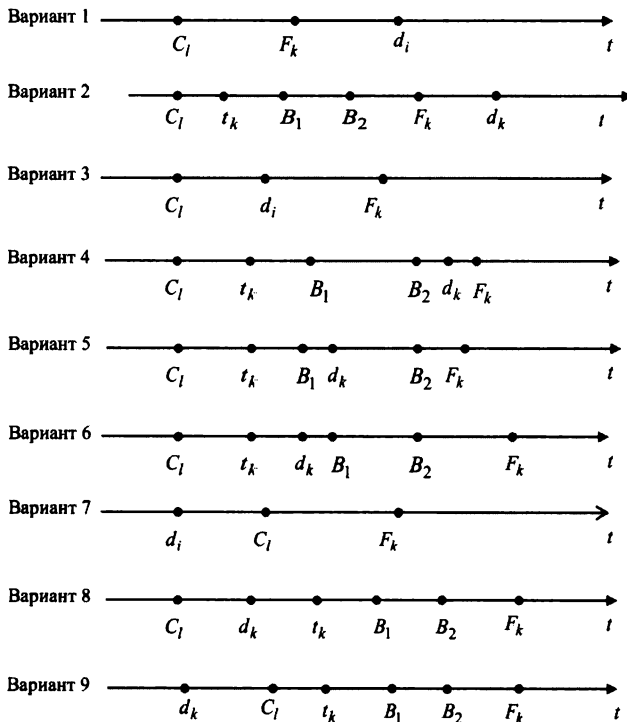 Вариант 1
C_l F_k d_i t
Вариант 2
C_l t_k B_1 B_2 F_k d_k t
Вариант 3
C_l d_i F_k t
Вариант 4
C_l t_k B_1 B_2 d_k F_k t
Вариант 5
C_l t_k B_1 d_k B_2 F_k t
Вариант 6
C_l t_k d_k B_1 B_2 F_k t
Вариант 7
d_i C_l F_k t
Вариант 8
C_l d_k t_k B_1 B_2 F_k t
Вариант 9
d_k C_l t_k B_1 B_2 F_k t